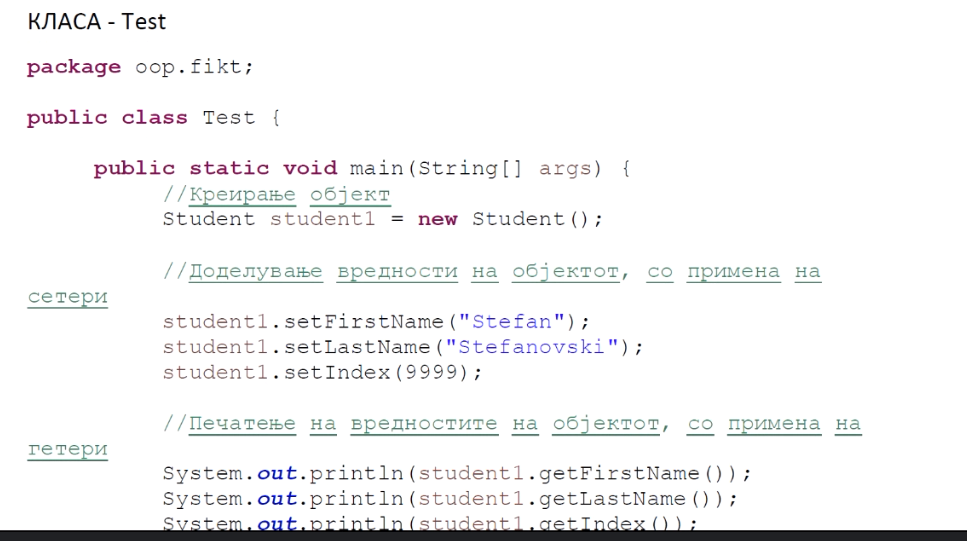 КЛАСА - Test
package oop.fikt;
public class Test {
public static void main(String[] args) {
//Креирање објект
Student student1 = new Student();
//Доделување вредности на објектот, со примена на
сетери
student1.setFirstName("Stefan");
student1.setLastName("Stefanovski");
student1.setIndex(9999);
//Печатење на вредностите на објектот, со примена на
гетери
System.out.println(student1.getFirstName());
System.out.println(student1.getLastName());
System.out.println(student1.getIndex());